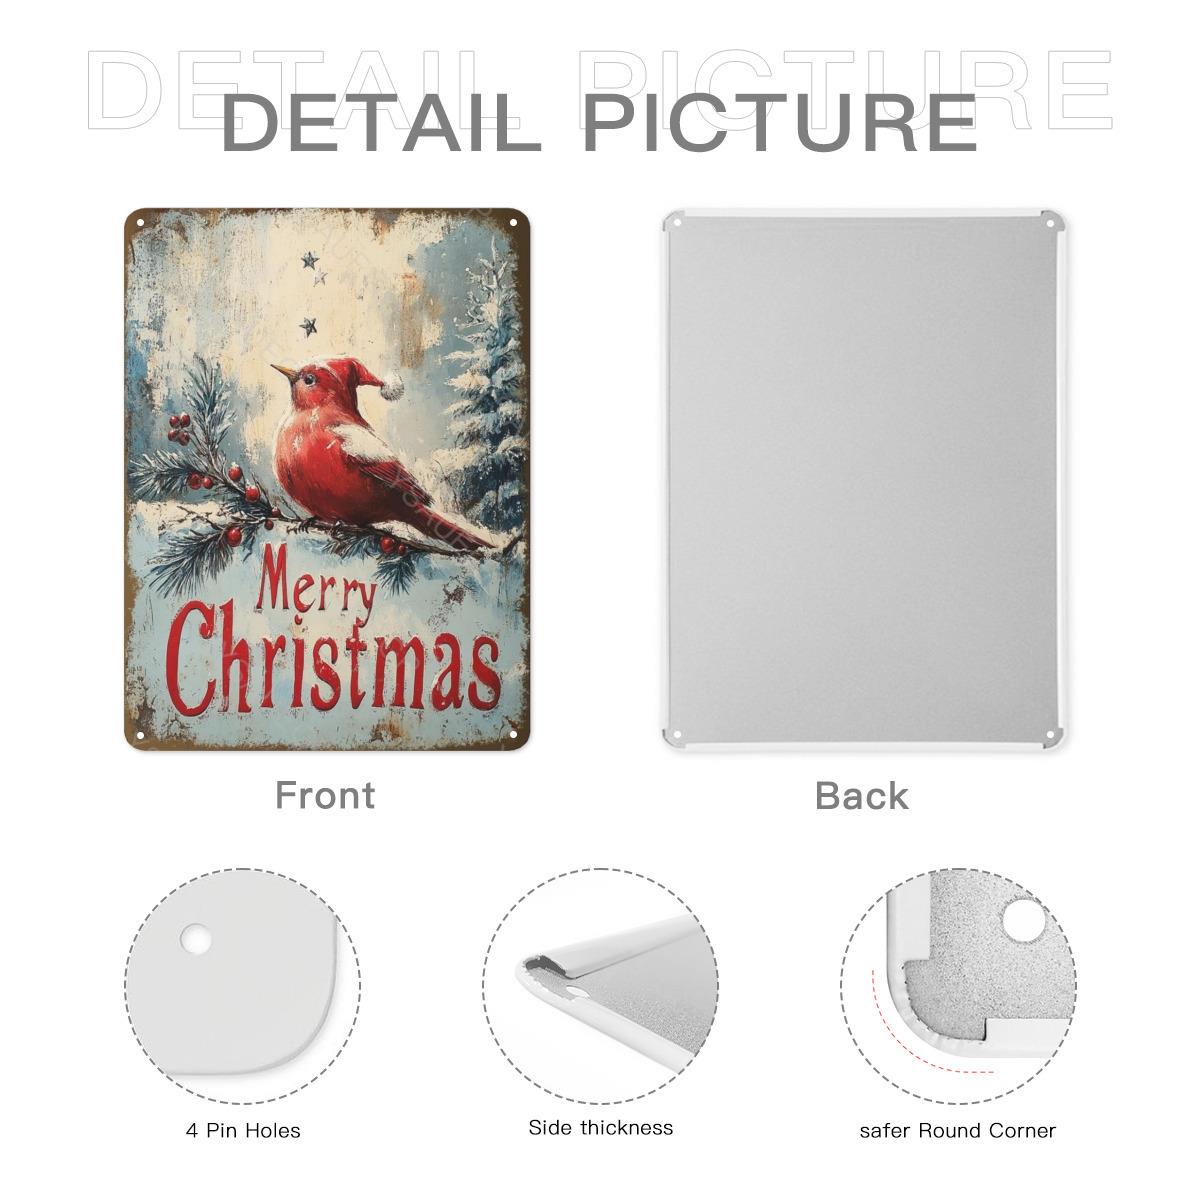 DETAIL PICTURE
DETAIL PICTURE
Merry
Christmas
Front
Back
4 Pin Holes
Side thickness
safer Round Corner